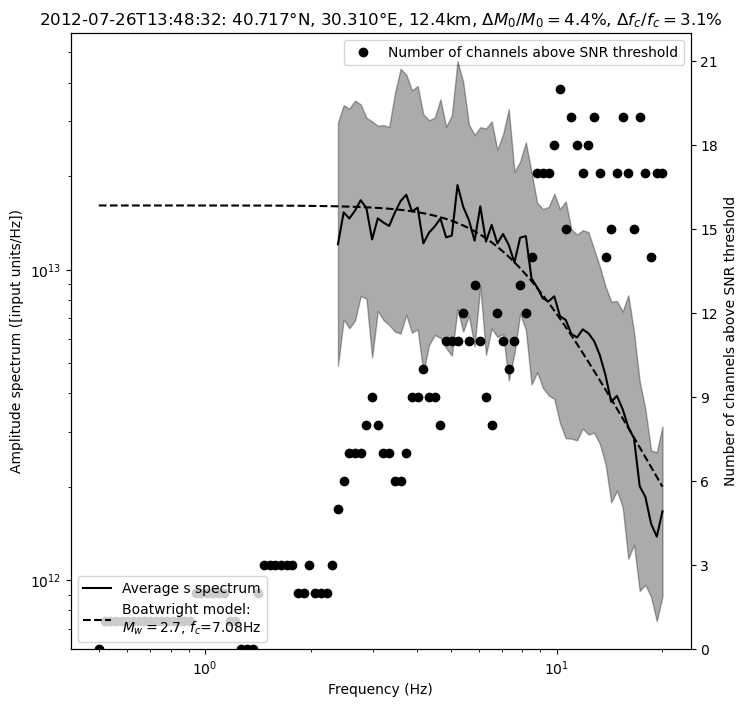 2012-07-26T13:48:32: 40.717°N, 30.310°E, 12.4km, ΔM₀/M₀ = 4.4%, Δf_c/f_c = 3.1%
Number of channels above SNR threshold
Amplitude spectrum ([input units/Hz])
10¹³
10¹²
21
18
15
12
9
6
3
0
Number of channels above SNR threshold
Average s spectrum
Boatwright model:
M_w = 2.7, f_c=7.08Hz
10⁰
10¹
Frequency (Hz)